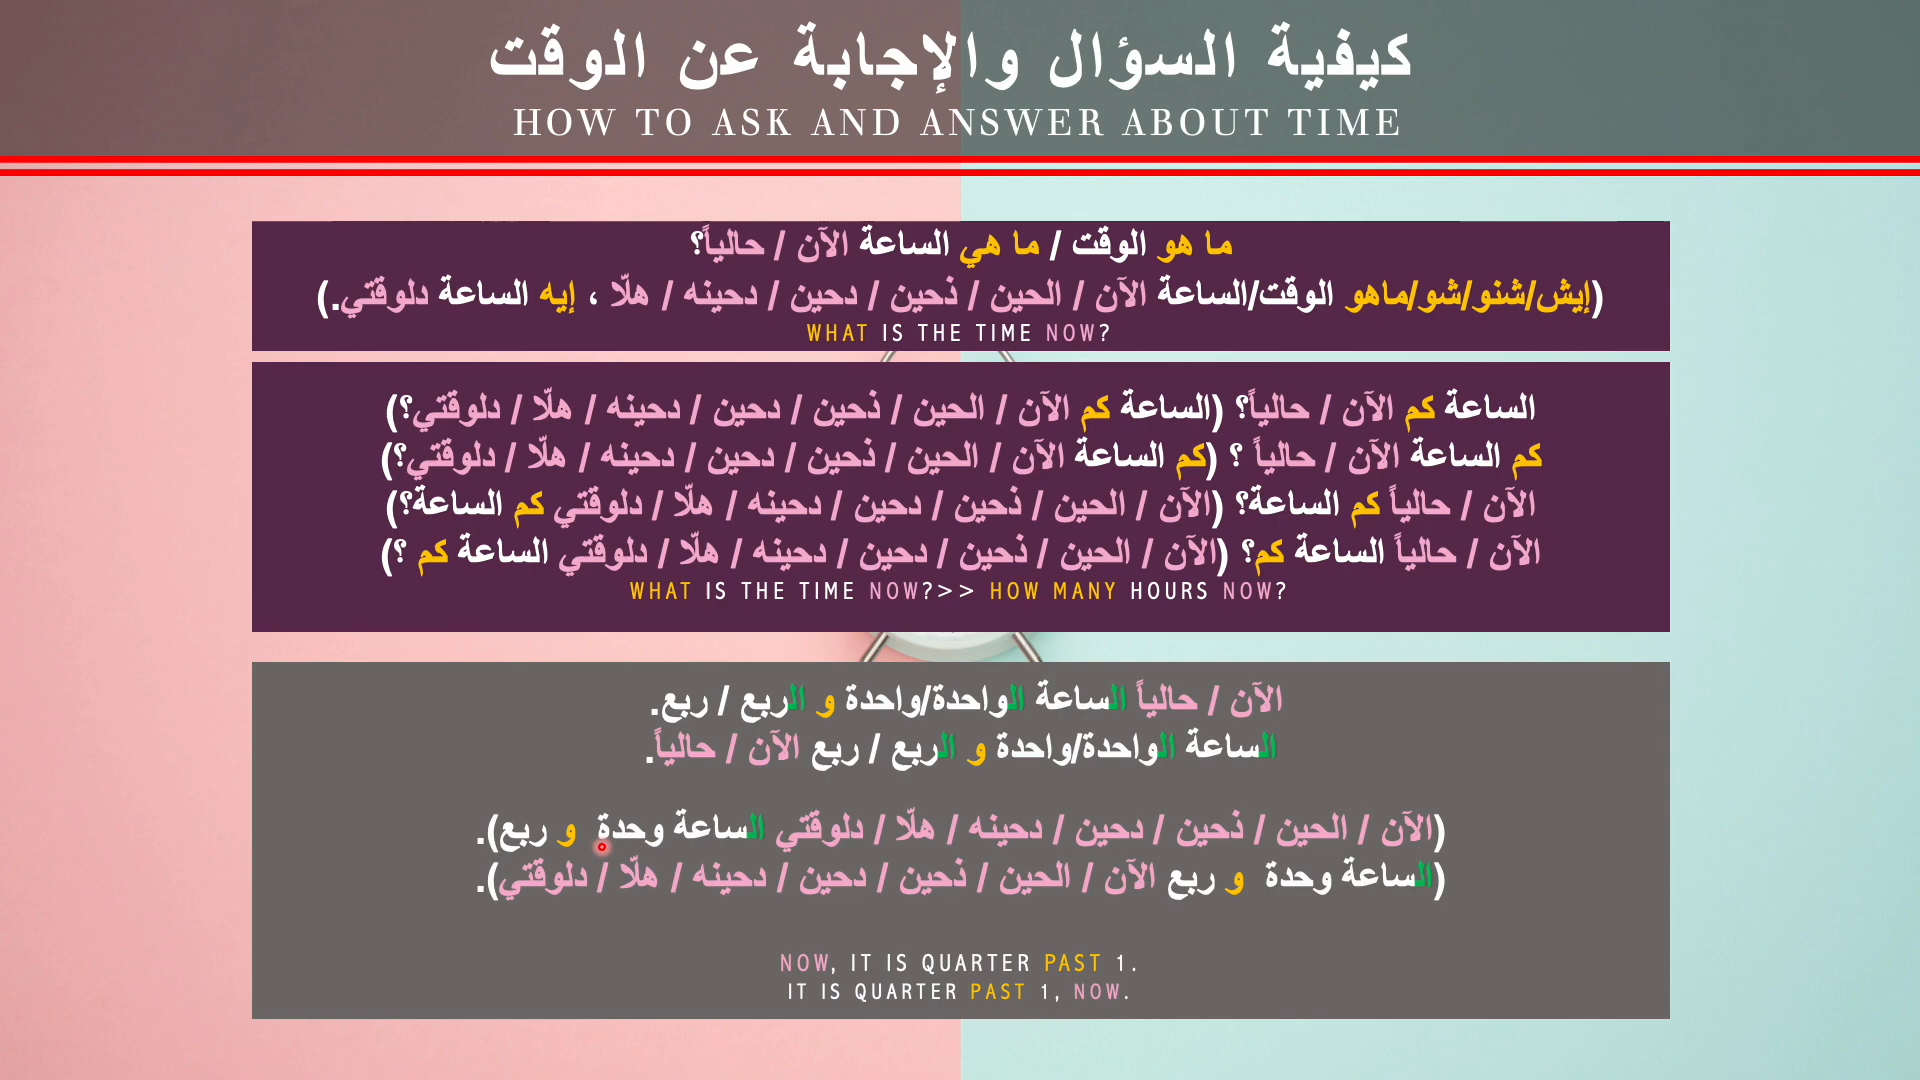 كيفية السؤال والإجابة عن الوقت
HOW TO ASK AND ANSWER ABOUT TIME
ما هو الوقت / ما هي الساعة الآن / حالياً؟
(إيش/شنو/شو/ماهو الوقت/الساعة الآن / الحين / ذحين / دحين / دحينه / هلّا ، إيه الساعة دلوقتي.)
WHAT IS THE TIME NOW?
الساعة كم الآن / حالياً؟ (الساعة كم الآن / الحين / ذحين / دحين / دحينه / هلّا / دلوقتي؟)
كم الساعة الآن / حالياً ؟ (كم الساعة الآن / الحين / ذحين / دحين / دحينه / هلّا / دلوقتي؟)
الآن / حالياً كم الساعة؟ (الآن / الحين / ذحين / دحين / دحينه / هلّا / دلوقتي كم الساعة؟)
الآن / حالياً الساعة كم؟ (الآن / الحين / ذحين / دحين / دحينه / هلّا / دلوقتي الساعة كم ؟)
WHAT IS THE TIME NOW?>> HOW MANY HOURS NOW?
الآن / حالياً الساعة الواحدة/واحدة و الربع / ربع.
الساعة الواحدة/واحدة و الربع / ربع الآن / حالياً.
(الآن / الحين / ذحين / دحين / دحينه / هلّا / دلوقتي الساعة وحدة و ربع).
(الساعة وحدة و ربع الآن / الحين / ذحين / دحين / دحينه / هلّا / دلوقتي).
NOW, IT IS QUARTER PAST 1.
IT IS QUARTER PAST 1, NOW.